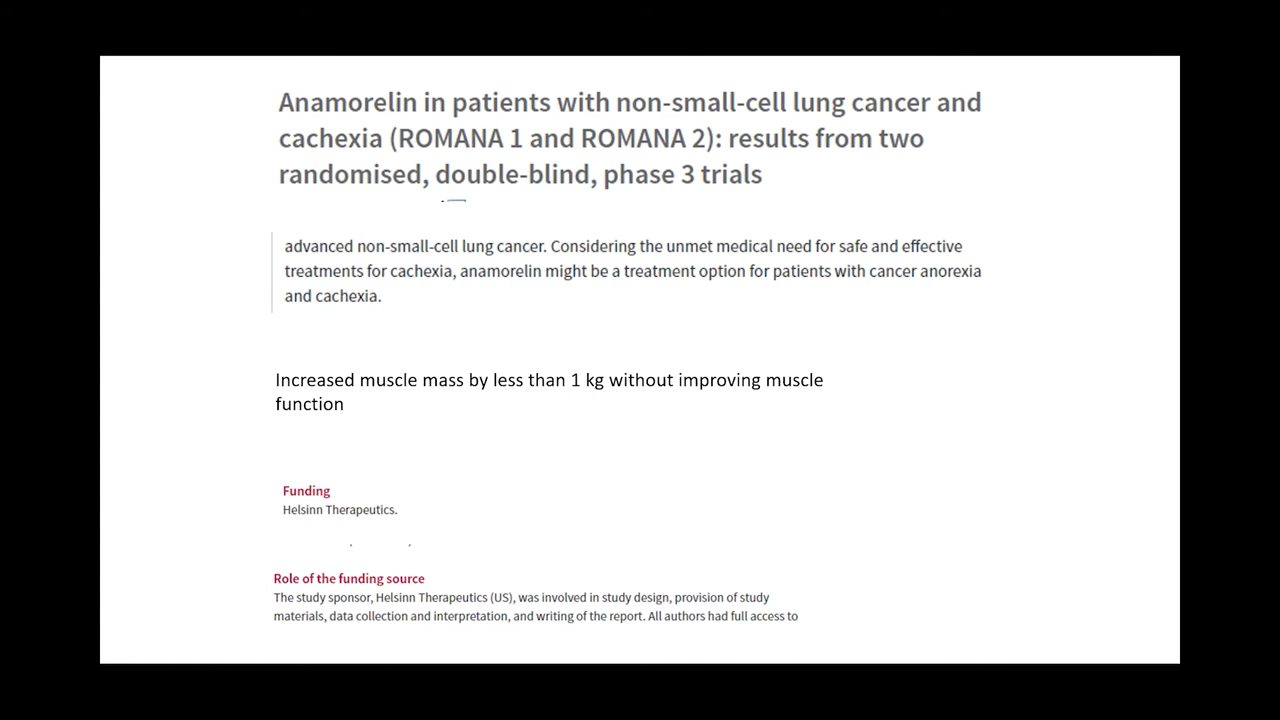 Anamorelin in patients with non-small-cell lung cancer and
cachexia (ROMANA 1 and ROMANA 2): results from two
randomised, double-blind, phase 3 trials
advanced non-small-cell lung cancer. Considering the unmet medical need for safe and effective
treatments for cachexia, anamorelin might be a treatment option for patients with cancer anorexia
and cachexia.
Increased muscle mass by less than 1 kg without improving muscle
function
Funding
Helsinn Therapeutics.
Role of the funding source
The study sponsor, Helsinn Therapeutics (US), was involved in study design, provision of study
materials, data collection and interpretation, and writing of the report. All authors had full access to